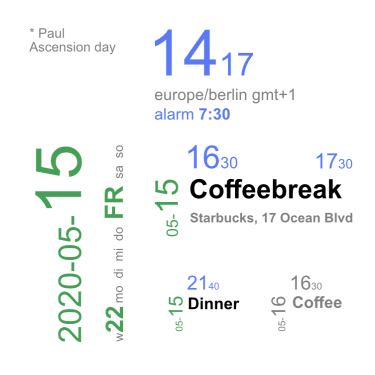 * Paul
Ascension day
1417
europe/berlin gmt+1
alarm 7:30
2020-05-15
w22 mo di mi do FR sa so
1630 1730
05-15 Coffeebreak
Starbucks, 17 Ocean Blvd
2140
05-15 Dinner
1630
05-16 Coffee